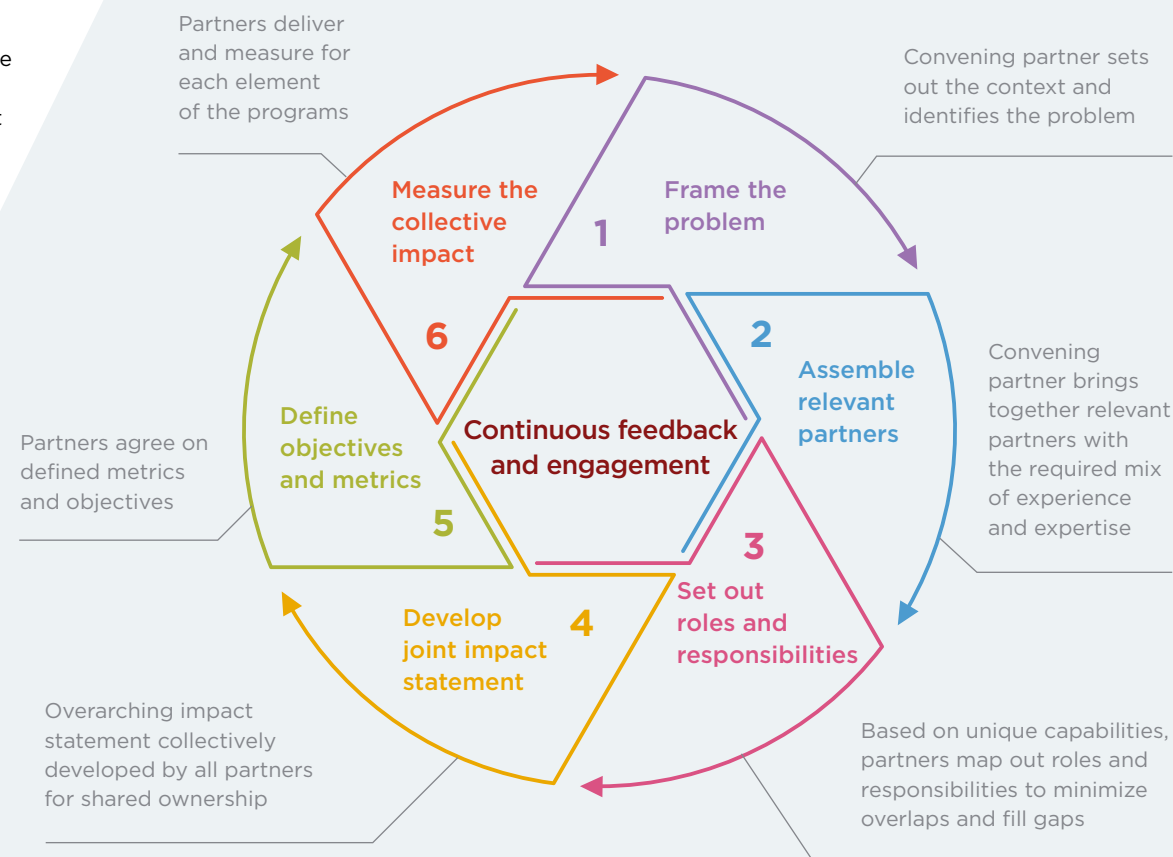 Partners deliver
and measure for
each element
of the programs
Convening partner sets
out the context and
identifies the problem
Measure the
collective
impact
6
1
Frame the
problem
2
Assemble
relevant
partners
Convening
partner brings
together relevant
partners with
the required mix
of experience
and expertise
Continuous feedback
and engagement
Define
objectives
and metrics
5
Partners agree on
defined metrics
and objectives
3
Set out
roles and
responsibilities
4
Develop
joint impact
statement
Overarching impact
statement collectively
developed by all partners
for shared ownership
Based on unique capabilities,
partners map out roles and
responsibilities to minimize
overlaps and fill gaps